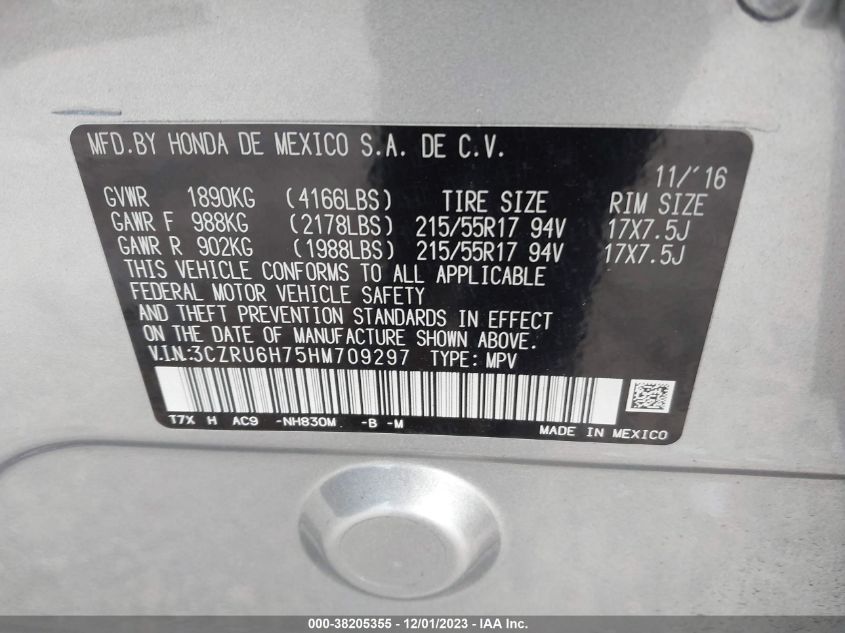 MFD.BY HONDA DE MEXICO S.A. DE C.V.
11/'16
GVWR 1890KG (4166LBS) TIRE SIZE RIM SIZE
GAWR F 988KG (2178LBS) 215/55R17 94V 17X7.5J
GAWR R 902KG (1988LBS) 215/55R17 94V 17X7.5J
THIS VEHICLE CONFORMS TO ALL APPLICABLE
FEDERAL MOTOR VEHICLE SAFETY
AND THEFT PREVENTION STANDARDS IN EFFECT
ON THE DATE OF MANUFACTURE SHOWN ABOVE.
V.I.N.:3CZRU6H75HM709297 TYPE: MPV
T7X H AC9 -NH830M -B -M
MADE IN MEXICO
000-38205355 - 12/01/2023 - IAA Inc.